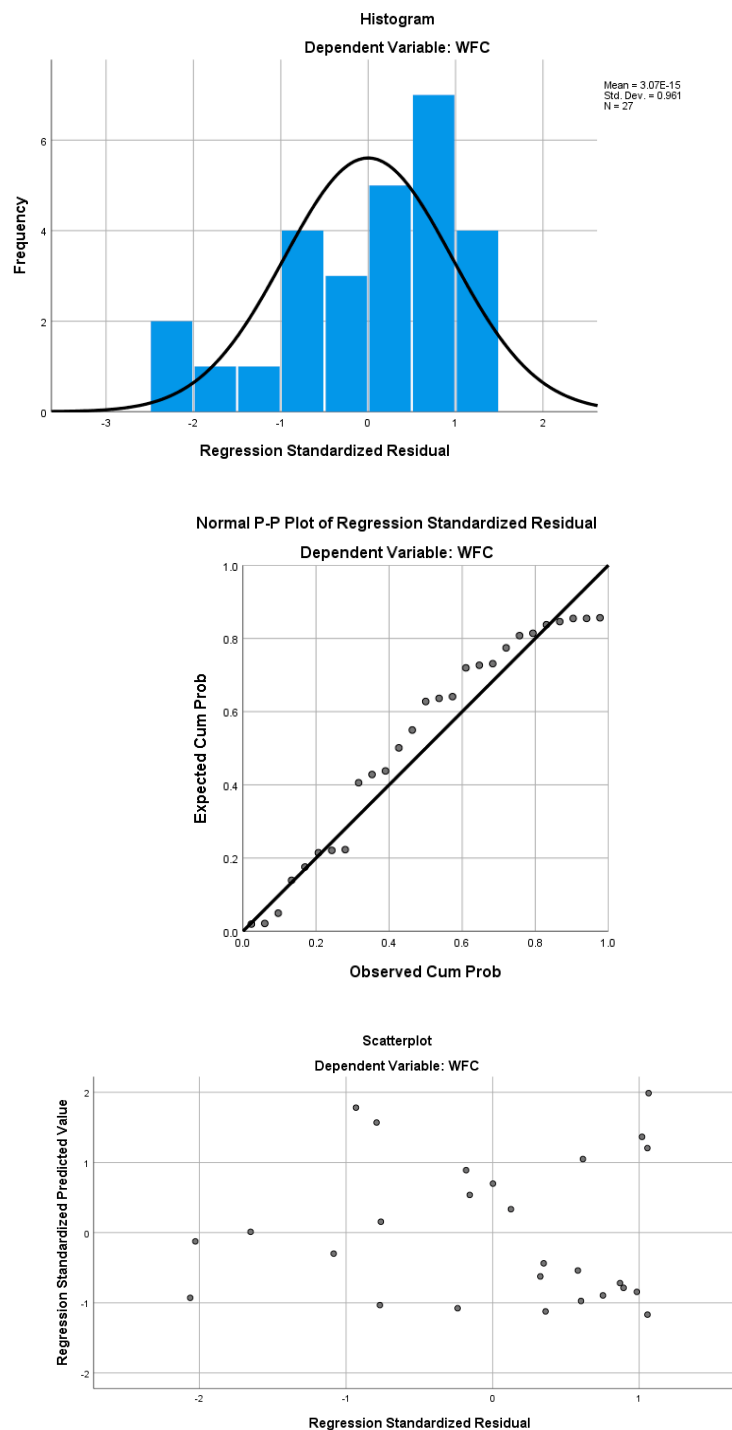 Histogram
Dependent Variable: WFC
Mean = 3.07E-15
Std. Dev. = 0.961
N = 27
Frequency
6
4
2
0
-3 -2 -1 0 1 2
Regression Standardized Residual
Normal P-P Plot of Regression Standardized Residual
Dependent Variable: WFC
Expected Cum Prob
1.0
0.8
0.6
0.4
0.2
0.0
0.0 0.2 0.4 0.6 0.8 1.0
Observed Cum Prob
Scatterplot
Dependent Variable: WFC
Regression Standardized Predicted Value
2
1
0
-1
-2
-2 -1 0 1
Regression Standardized Residual